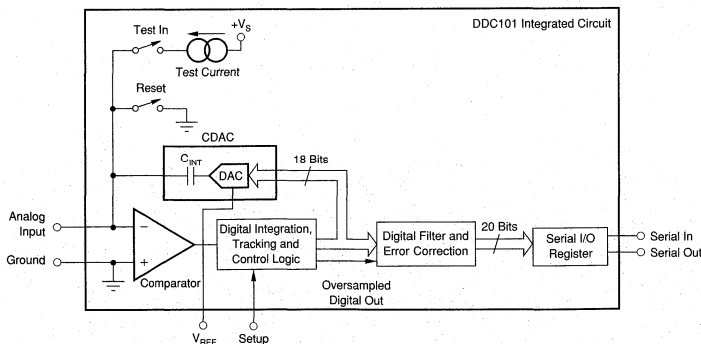 DDC101 Integrated Circuit
Test In
+VS
Test Current
Reset
CDAC
CINT
DAC
18 Bits
Analog
Input
Ground
−
+
Comparator
Digital Integration,
Tracking and
Control Logic
Digital Filter and
Error Correction
20 Bits
Serial I/O
Register
Serial In
Serial Out
Oversampled
Digital Out
VREF
Setup